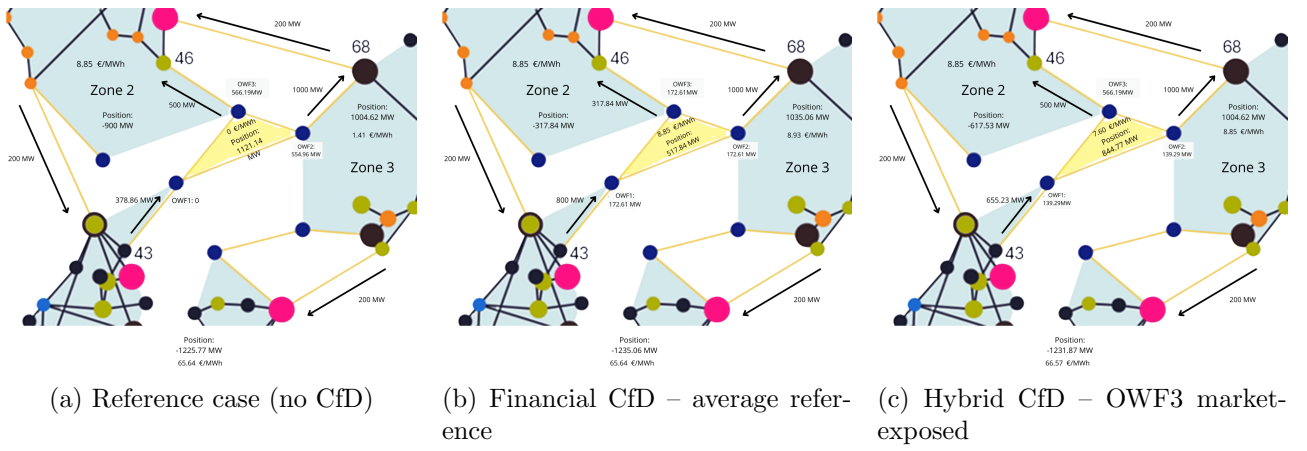 200 MW
68
46
8.85 €/MWh
OWF3:
566.19MW
Zone 2
1000 MW
500 MW
Position:
-900 MW
Position:
1004.62 MW
0 €/MWh
Position:
1121,14
MW
1.41 €/MWh
OWF2:
554.96 MW
200 MW
Zone 3
378.86 MW
OWF1: 0
43
200 MW
Position:
-1225.77 MW
65.64 €/MWh
(a) Reference case (no CfD)
200 MW
68
46
8.85 €/MWh
OWF3:
172.61MW
Zone 2
1000 MW
317.84 MW
Position:
-317.84 MW
Position:
1035.06 MW
8.85 €/MWh
Position:
517.84 MW
8.93 €/MWh
OWF2:
172.61 MW
200 MW
Zone 3
800 MW
OWF1:
172.61 MW
43
200 MW
Position:
-1235.06 MW
65.64 €/MWh
(b) Financial CfD – average refer-
ence
200 MW
68
46
8.85 €/MWh
OWF3:
566.19MW
Zone 2
1000 MW
500 MW
Position:
-617.53 MW
Position:
1004.62 MW
7.60 €/MWh
Position:
844.77 MW
8.85 €/MWh
OWF2:
139.29 MW
200 MW
Zone 3
655.23 MW
OWF1:
139.29MW
43
200 MW
Position:
-1231.87 MW
66.57 €/MWh
(c) Hybrid CfD – OWF3 market-
exposed